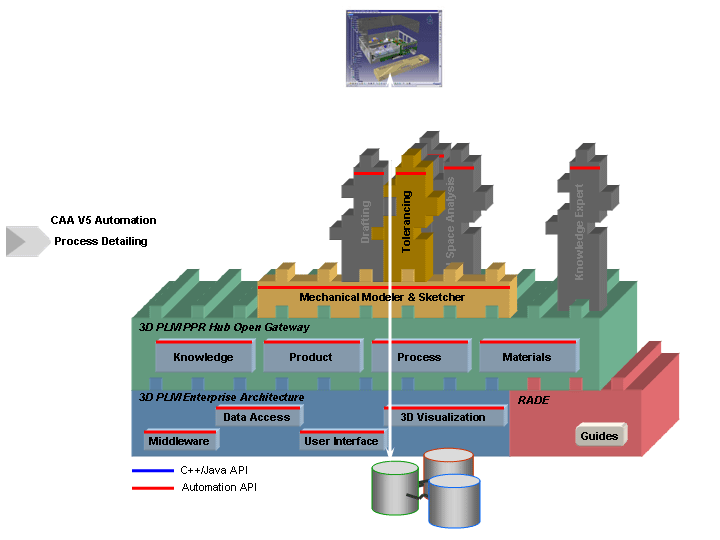 CAA V5 Automation
Process Detailing
Drafting
Tolerancing
Space Analysis
Knowledge Expert
Mechanical Modeler & Sketcher
3D PLM PPR Hub Open Gateway
Knowledge
Product
Process
Materials
3D PLM Enterprise Architecture
RADE
Data Access
3D Visualization
Middleware
User Interface
Guides
C++/Java API
Automation API